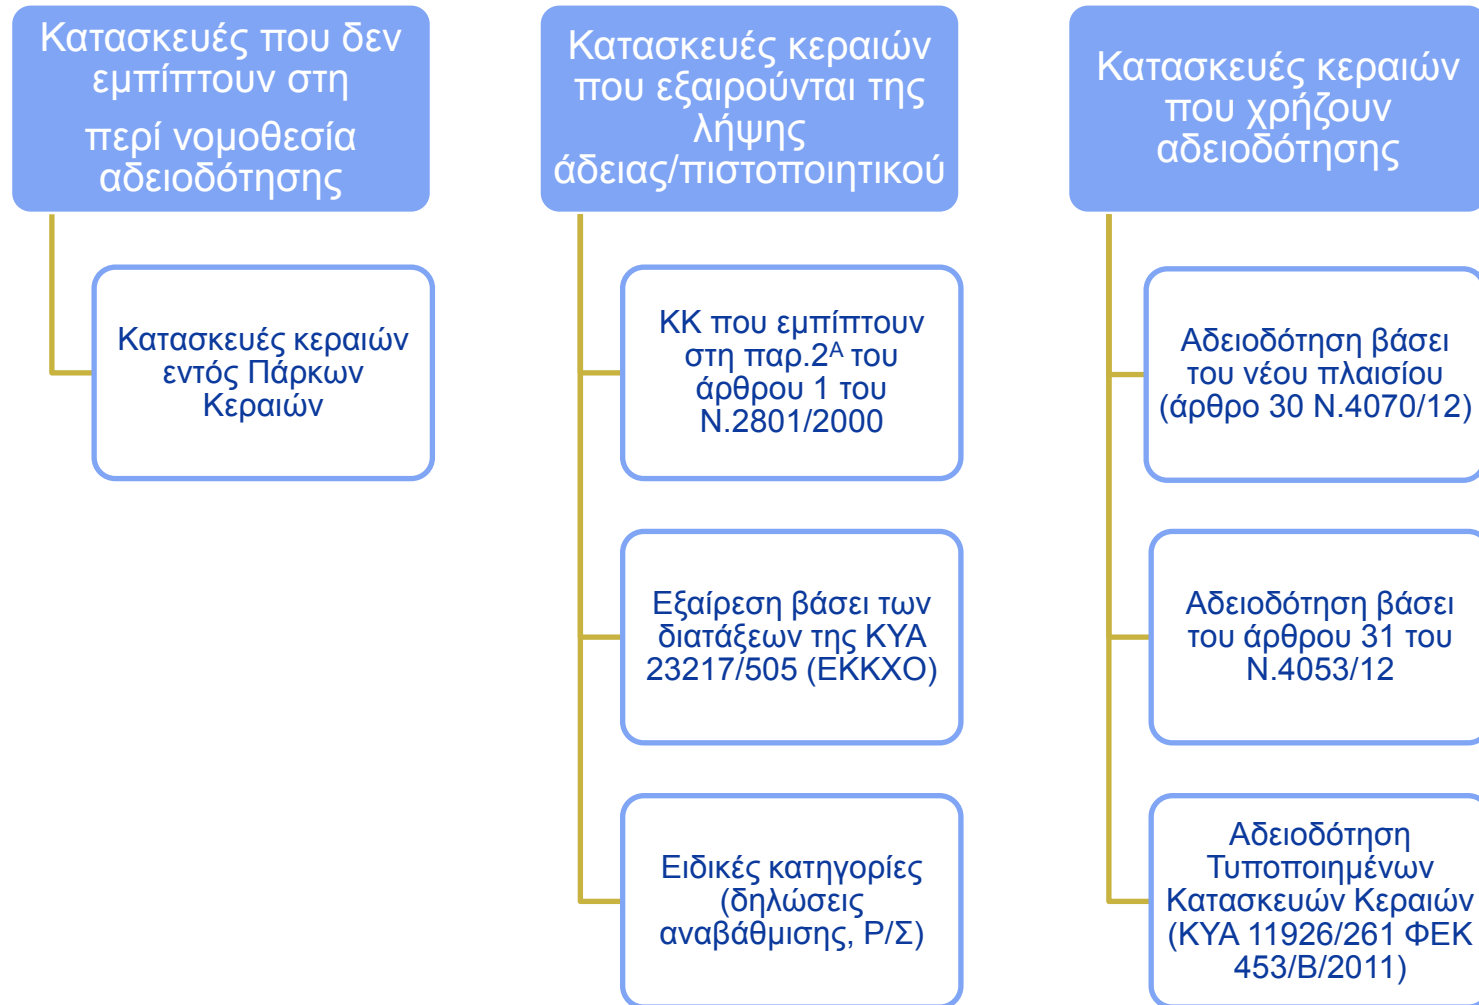 Κατασκευές που δεν
εμπίπτουν στη
περί νομοθεσία
αδειοδότησης
Κατασκευές κεραιών
εντός Πάρκων
Κεραιών
Κατασκευές κεραιών
που εξαιρούνται της
λήψης
άδειας/πιστοποιητικού
ΚΚ που εμπίπτουν
στη παρ.2ᴬ του
άρθρου 1 του
Ν.2801/2000
Εξαίρεση βάσει των
διατάξεων της ΚΥΑ
23217/505 (ΕΚΚΧΟ)
Ειδικές κατηγορίες
(δηλώσεις
αναβάθμισης, Ρ/Σ)
Κατασκευές κεραιών
που χρήζουν
αδειοδότησης
Αδειοδότηση βάσει
του νέου πλαισίου
(άρθρο 30 Ν.4070/12)
Αδειοδότηση βάσει
του άρθρου 31 του
Ν.4053/12
Αδειοδότηση
Τυποποιημένων
Κατασκευών Κεραιών
(ΚΥΑ 11926/261 ΦΕΚ
453/Β/2011)